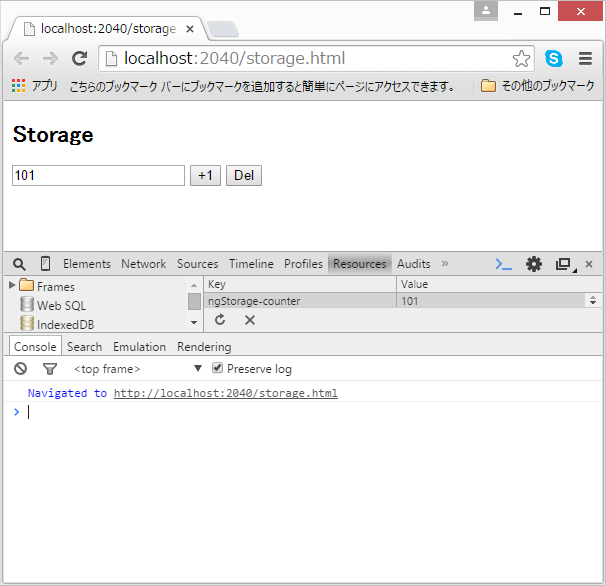 localhost:2040/storage
localhost:2040/storage.html
アプリ こちらのブックマーク バーにブックマークを追加すると簡単にページにアクセスできます。 その他のブックマーク
Storage
101 +1 Del
Elements Network Sources Timeline Profiles Resources Audits »
Frames
Web SQL
IndexedDB
Key Value
ngStorage-counter 101
Console Search Emulation Rendering
<top frame> ▼ Preserve log
Navigated to http://localhost:2040/storage.html
>